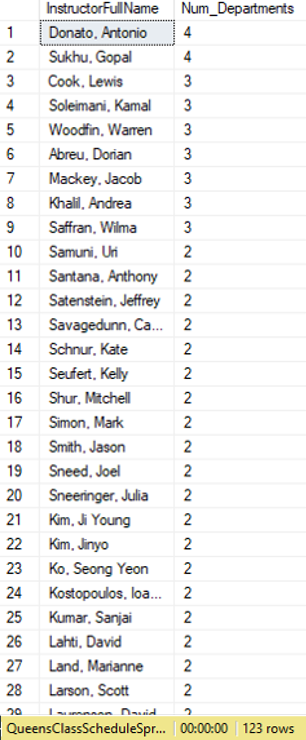 InstructorFullName Num_Departments
1 Donato, Antonio 4
2 Sukhu, Gopal 4
3 Cook, Lewis 3
4 Soleimani, Kamal 3
5 Woodfin, Warren 3
6 Abreu, Dorian 3
7 Mackey, Jacob 3
8 Khalil, Andrea 3
9 Saffran, Wilma 3
10 Samuni, Uri 2
11 Santana, Anthony 2
12 Satenstein, Jeffrey 2
13 Savagedunn, Ca... 2
14 Schnur, Kate 2
15 Seufert, Kelly 2
16 Shur, Mitchell 2
17 Simon, Mark 2
18 Smith, Jason 2
19 Sneed, Joel 2
20 Sneeringer, Julia 2
21 Kim, Ji Young 2
22 Kim, Jinyo 2
23 Ko, Seong Yeon 2
24 Kostopoulos, Ioa... 2
25 Kumar, Sanjai 2
26 Lahti, David 2
27 Land, Marianne 2
28 Larson, Scott 2
29 Laurenson, David 2
QueensClassScheduleSpr... 00:00:00 123 rows